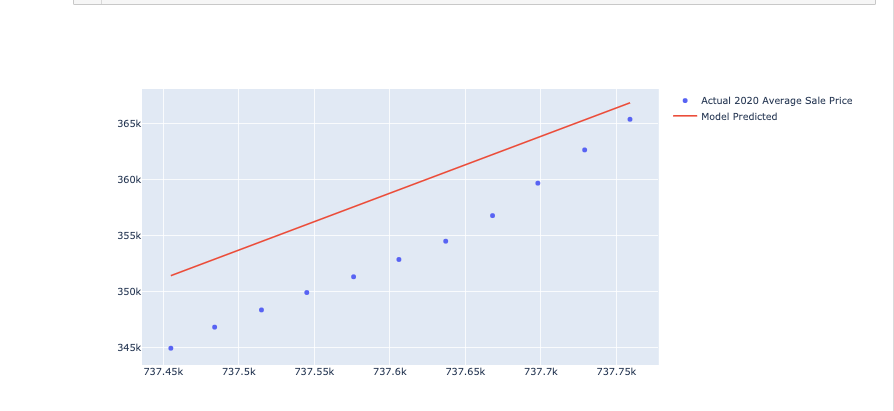 Actual 2020 Average Sale Price
Model Predicted
365k
360k
355k
350k
345k
737.45k 737.5k 737.55k 737.6k 737.65k 737.7k 737.75k